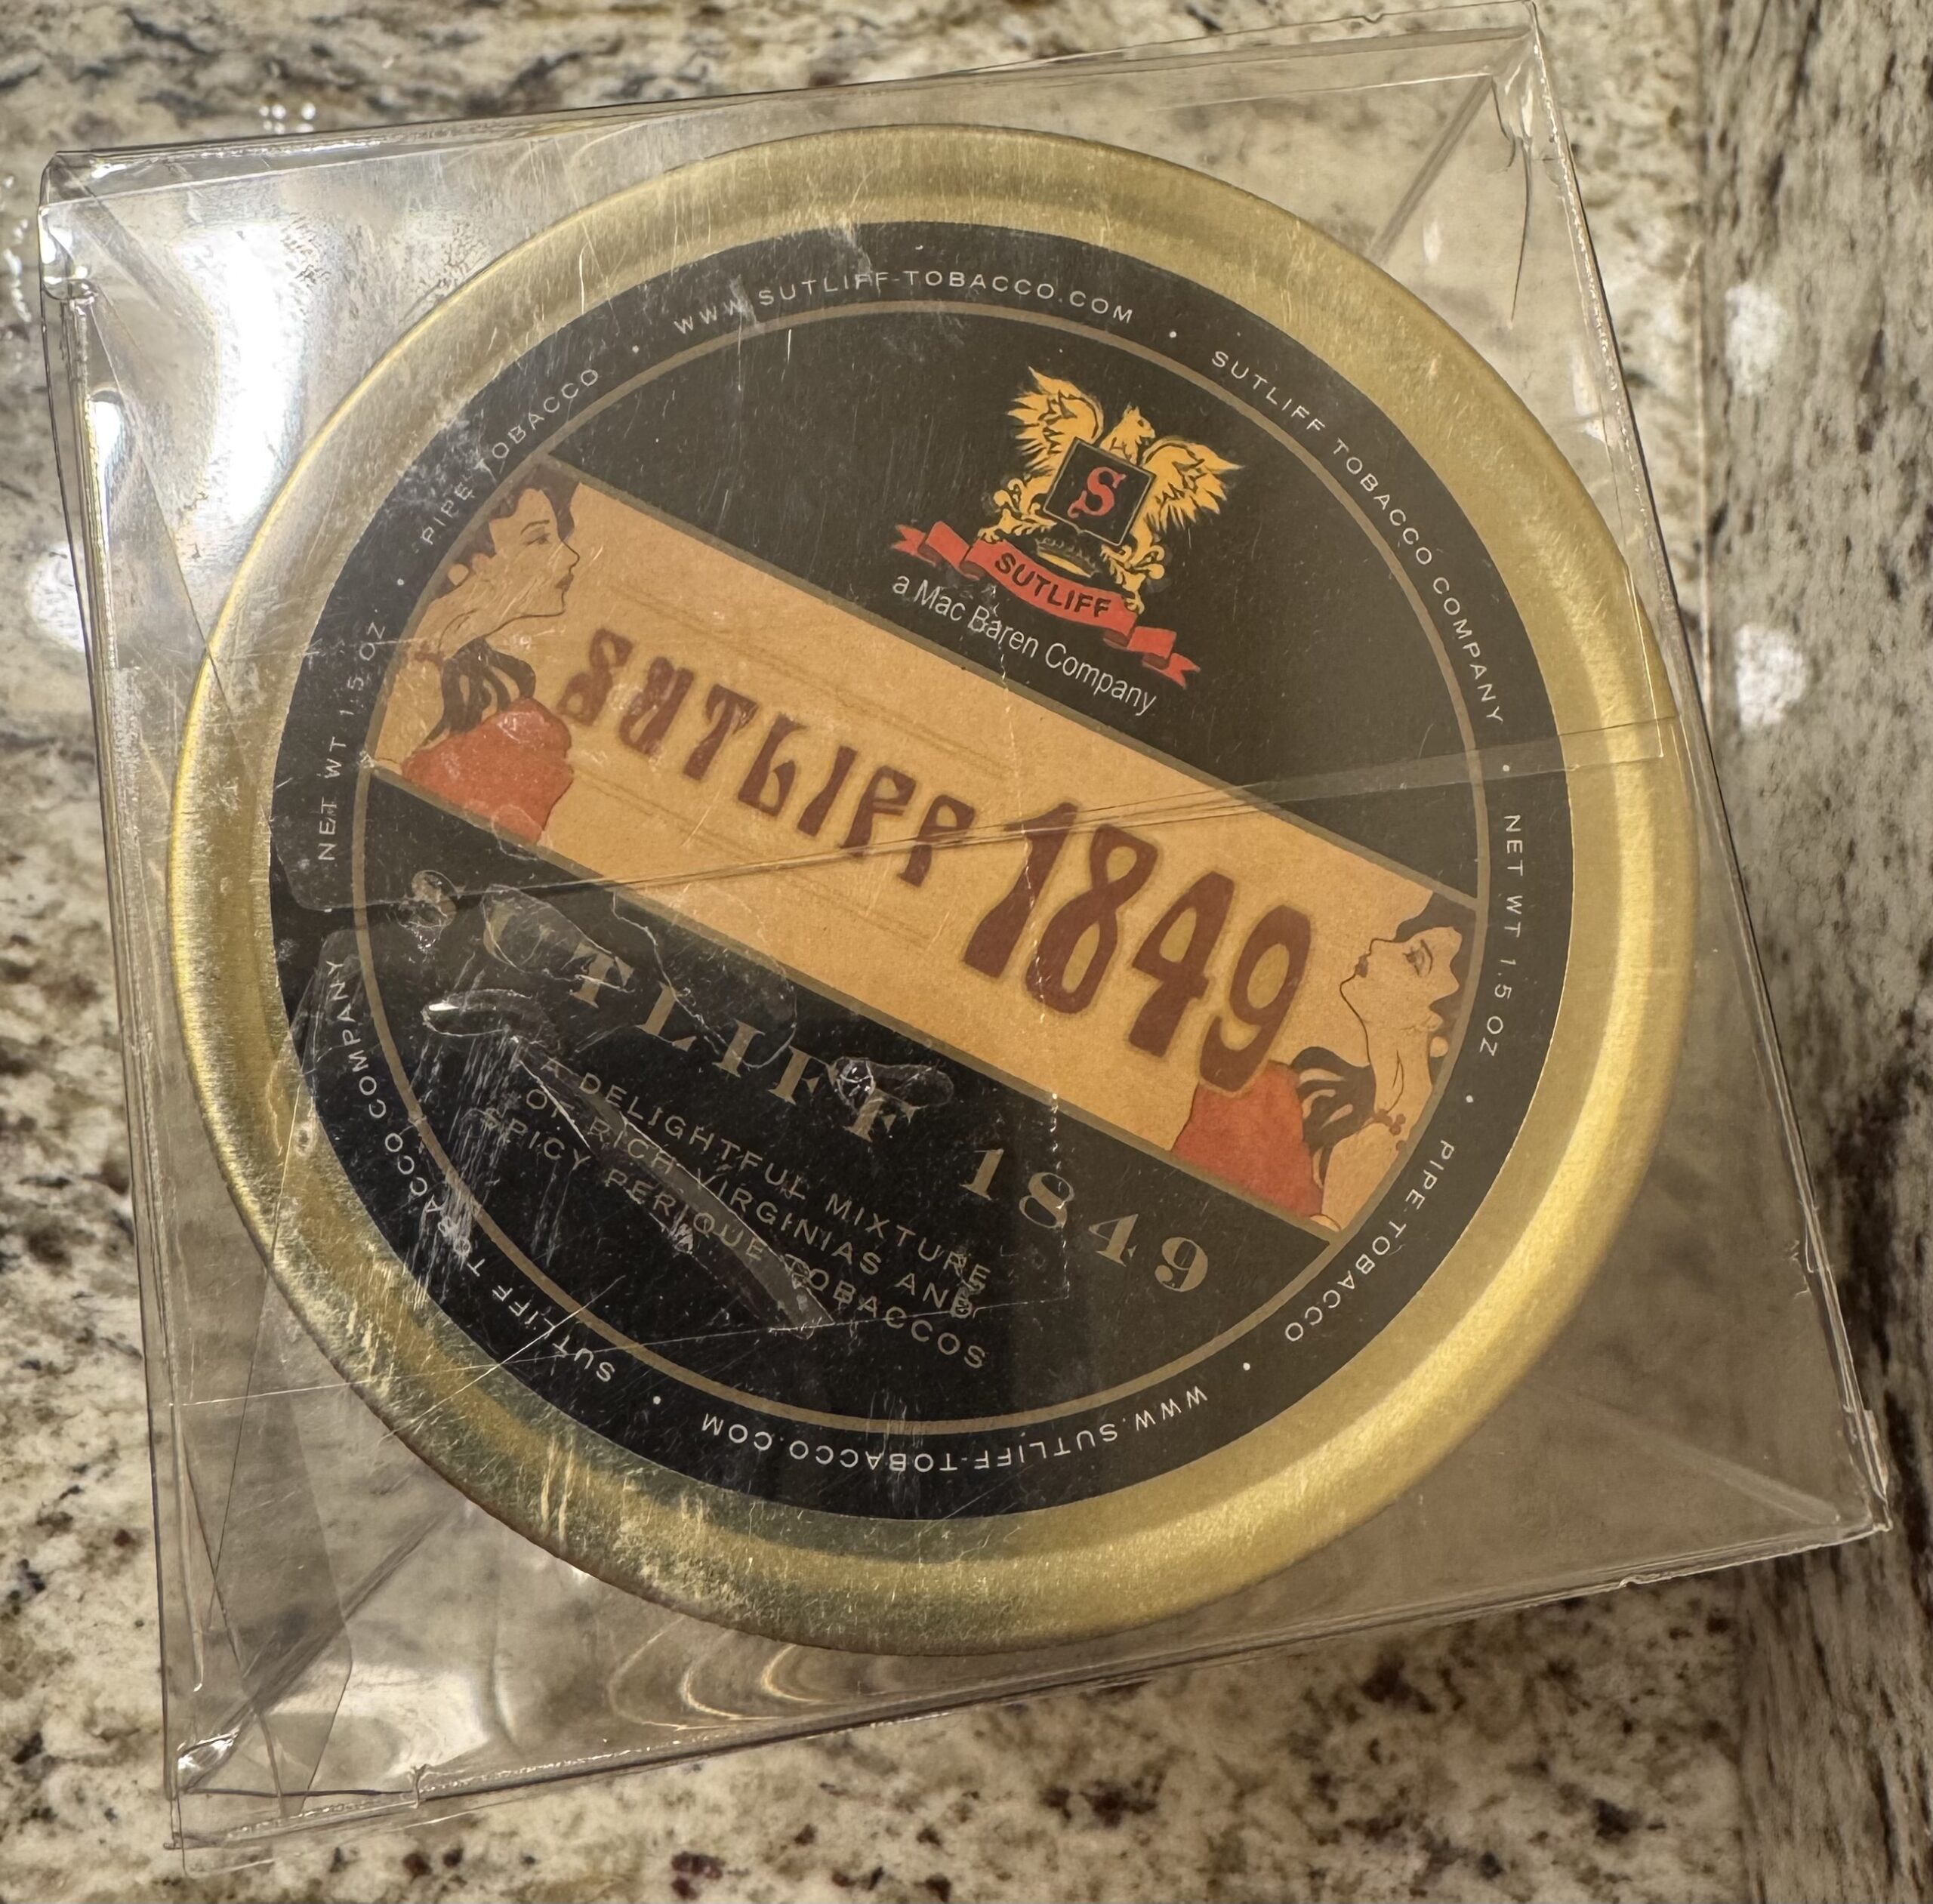 WWW.SUTLIFF-TOBACCO.COM • SUTLIFF TOBACCO COMPANY • NET WT 1.5 OZ • PIPE TOBACCO • WWW.SUTLIFF-TOBACCO.COM • SUTLIFF TOBACCO COMPANY • NET WT 1.5 OZ • PIPE TOBACCO •
S
SUTLIFF
a Mac Baren Company
SUTLIFF 1849
SUTLIFF 1849
A DELIGHTFUL MIXTURE
OF RICH VIRGINIAS AND
SPICY PERIQUE TOBACCOS